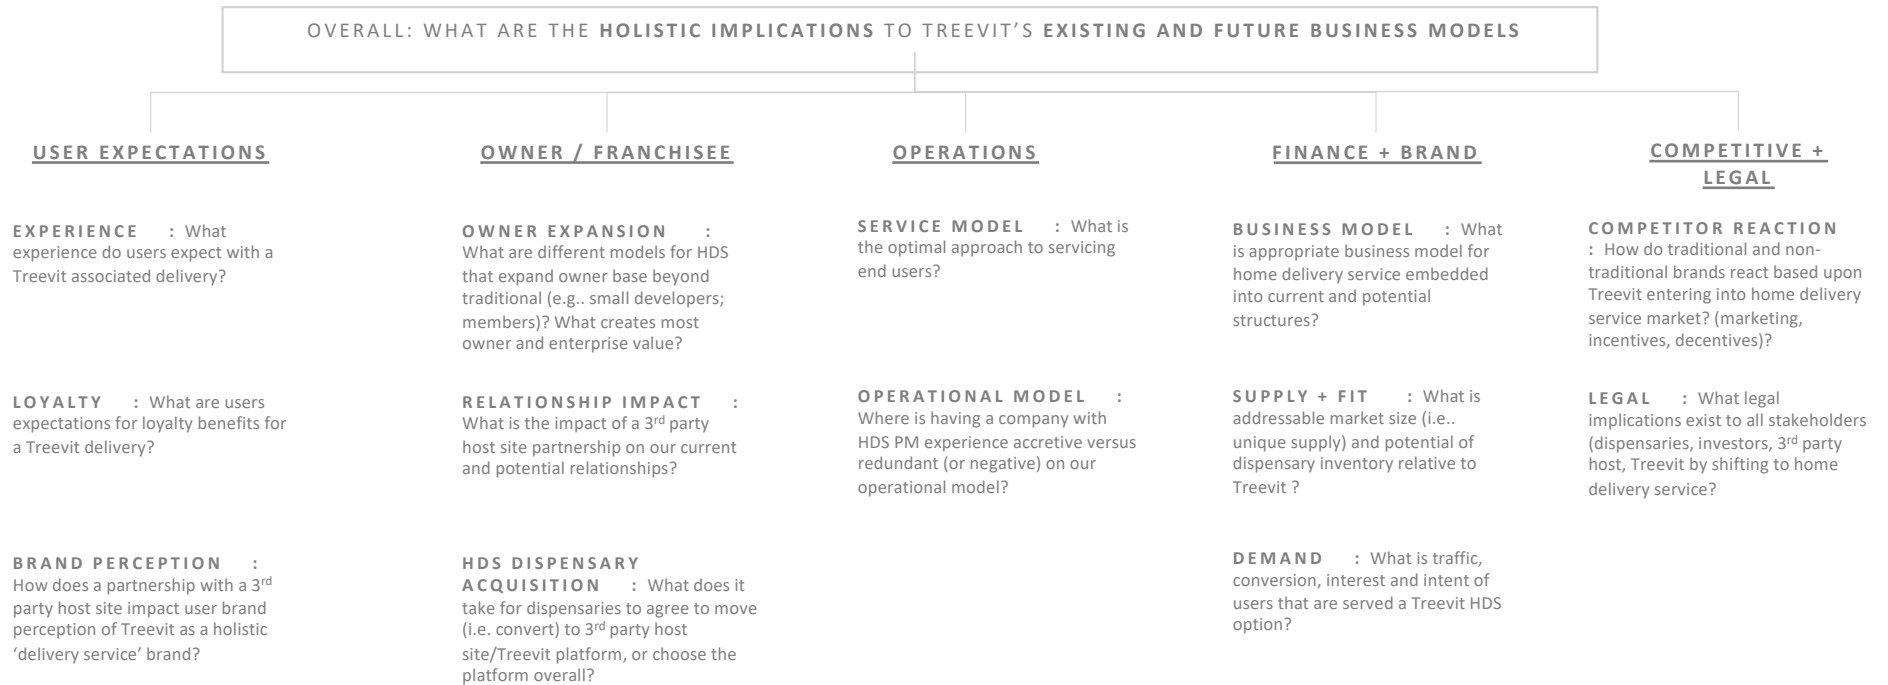 OVERALL: WHAT ARE THE HOLISTIC IMPLICATIONS TO TREEVIT’S EXISTING AND FUTURE BUSINESS MODELS
USER EXPECTATIONS
EXPERIENCE : What
experience do users expect with a
Treevit associated delivery?
LOYALTY : What are users
expectations for loyalty benefits for
a Treevit delivery?
BRAND PERCEPTION :
How does a partnership with a 3rd
party host site impact user brand
perception of Treevit as a holistic
‘delivery service’ brand?
OWNER / FRANCHISEE
OWNER EXPANSION :
What are different models for HDS
that expand owner base beyond
traditional (e.g.. small developers;
members)? What creates most
owner and enterprise value?
RELATIONSHIP IMPACT :
What is the impact of a 3rd party
host site partnership on our current
and potential relationships?
HDS DISPENSARY
ACQUISITION : What does it
take for dispensaries to agree to move
(i.e. convert) to 3rd party host
site/Treevit platform, or choose the
platform overall?
OPERATIONS
SERVICE MODEL : What is
the optimal approach to servicing
end users?
OPERATIONAL MODEL :
Where is having a company with
HDS PM experience accretive versus
redundant (or negative) on our
operational model?
FINANCE + BRAND
BUSINESS MODEL : What
is appropriate business model for
home delivery service embedded
into current and potential
structures?
SUPPLY + FIT : What is
addressable market size (i.e..
unique supply) and potential of
dispensary inventory relative to
Treevit ?
DEMAND : What is traffic,
conversion, interest and intent of
users that are served a Treevit HDS
option?
COMPETITIVE +
LEGAL
COMPETITOR REACTION
: How do traditional and non-
traditional brands react based upon
Treevit entering into home delivery
service market? (marketing,
incentives, decentives)?
LEGAL : What legal
implications exist to all stakeholders
(dispensaries, investors, 3rd party
host, Treevit by shifting to home
delivery service?